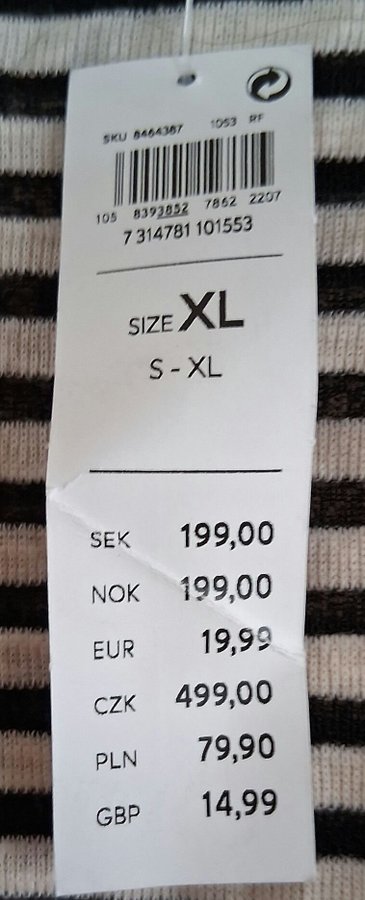 SKU 8464387 1053 RF
105 8393852 7862 2207
7 314781 101553
SIZE XL
S - XL
SEK 199,00
NOK 199,00
EUR 19,99
CZK 499,00
PLN 79,90
GBP 14,99